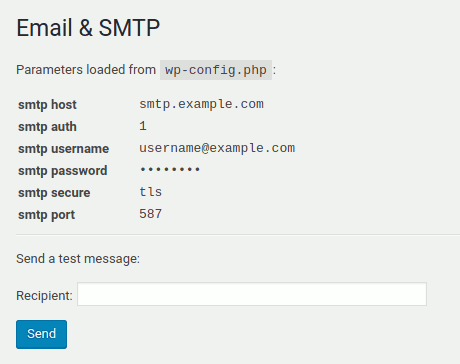 Email & SMTP
Parameters loaded from wp-config.php:
smtp host smtp.example.com
smtp auth 1
smtp username username@example.com
smtp password ••••••••
smtp secure tls
smtp port 587
Send a test message:
Recipient:
Send